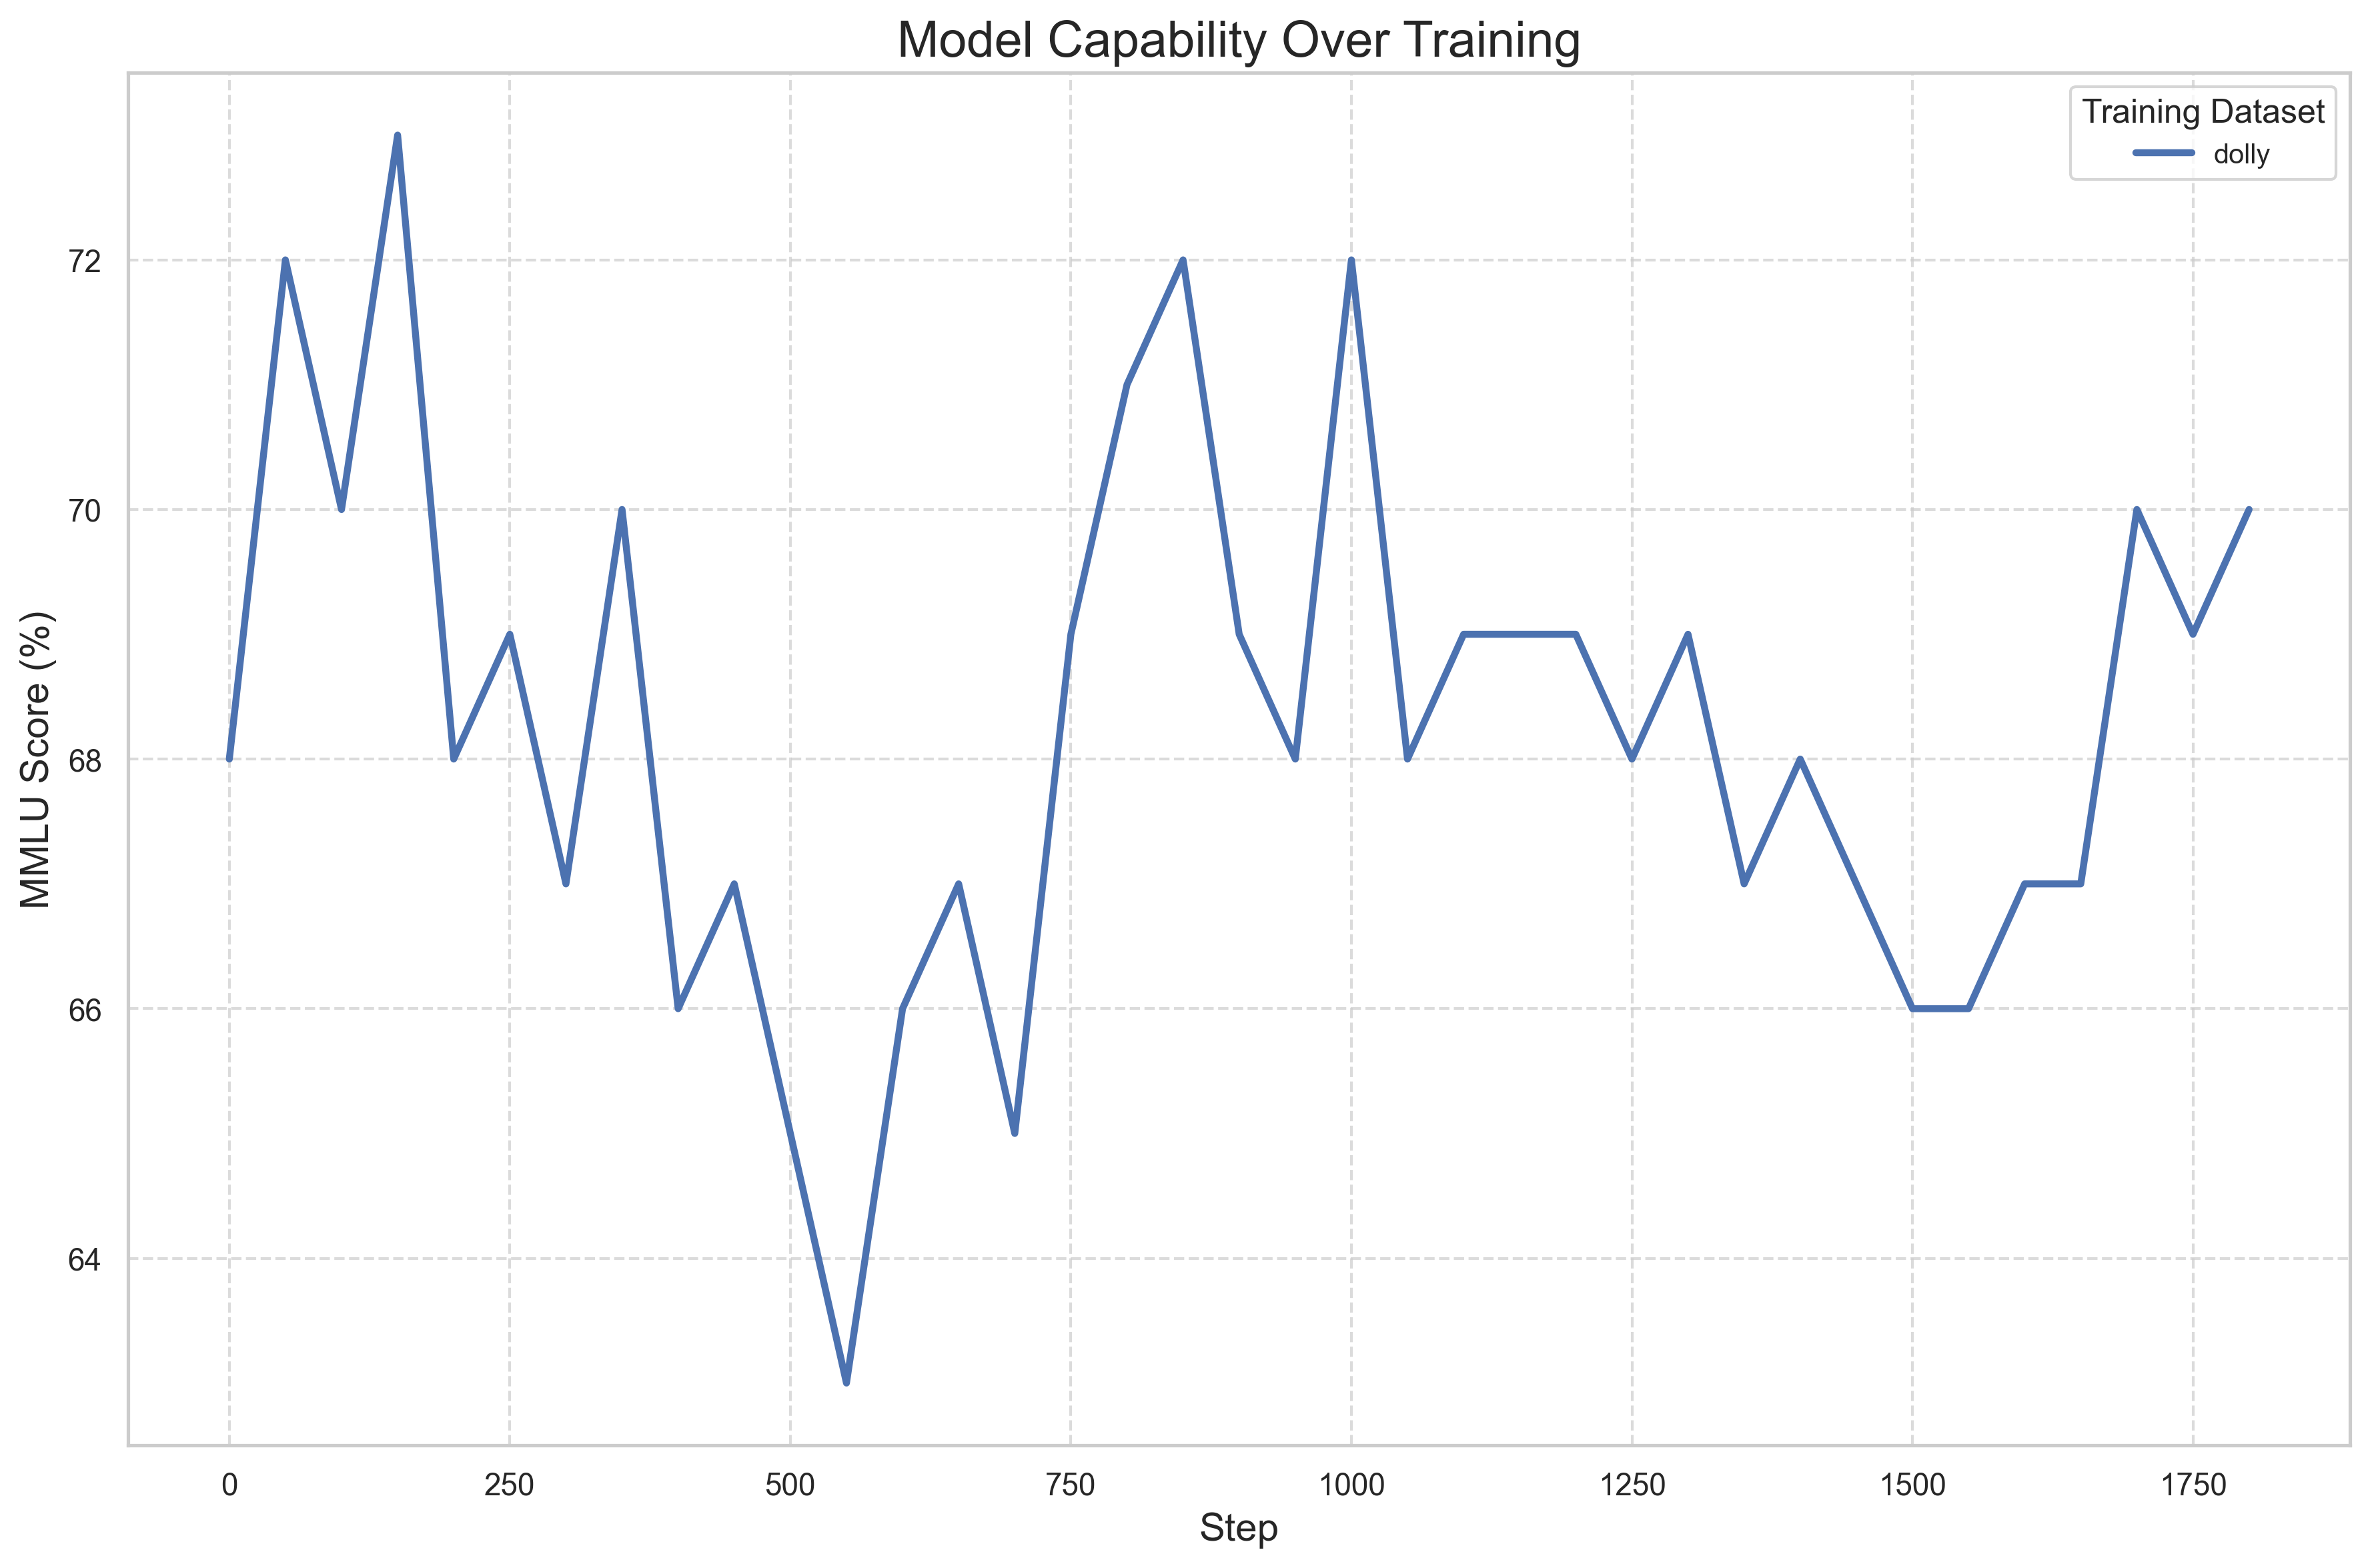 Model Capability Over Training
Training Dataset
dolly
MMLU Score (%)
72
70
68
66
64
0 250 500 750 1000 1250 1500 1750
Step